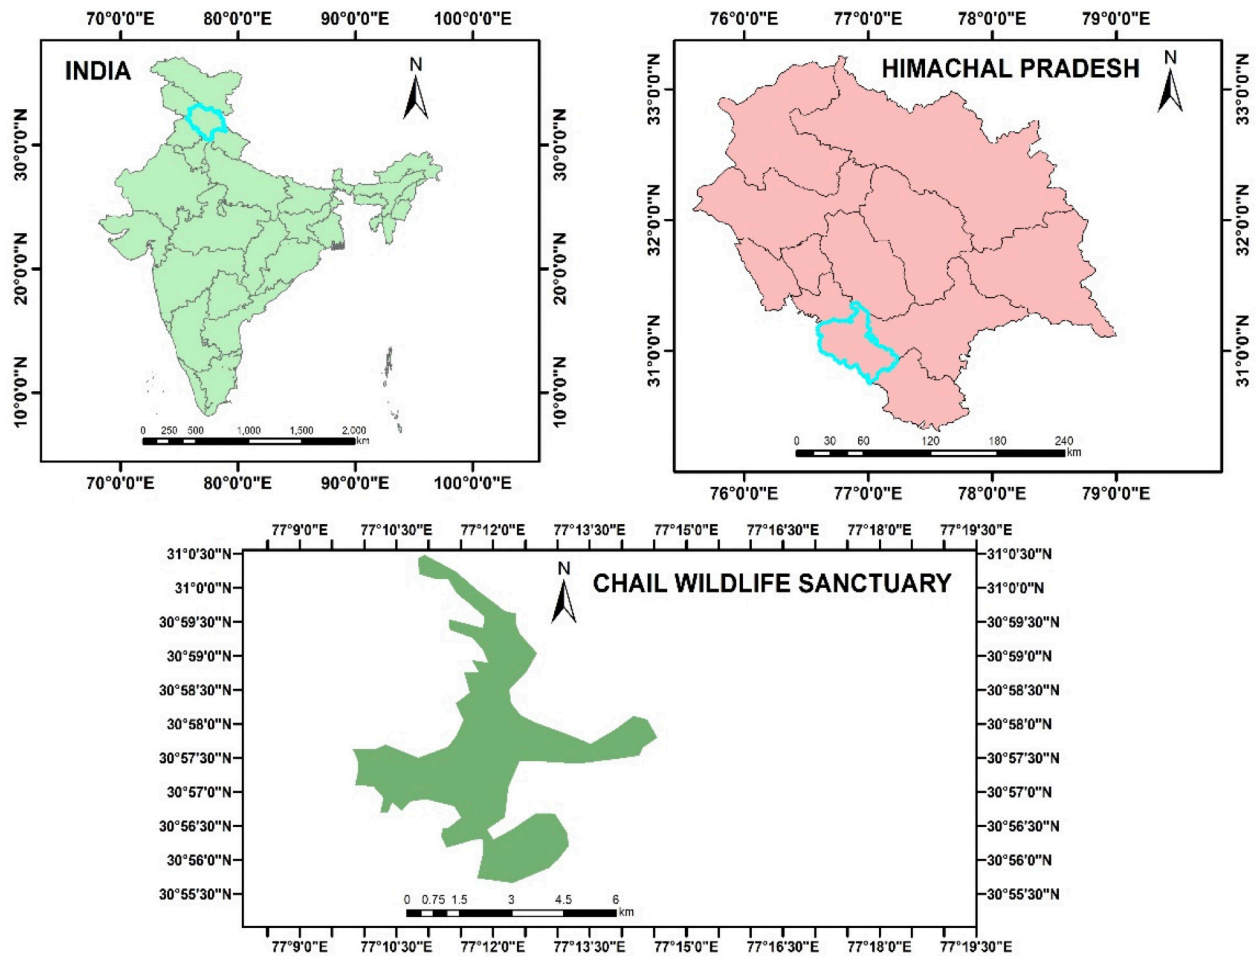 70°0'0"E 80°0'0"E 90°0'0"E 100°0'0"E
INDIA
N
30°0'0"N 20°0'0"N 10°0'0"N
30°0'0"N 20°0'0"N 10°0'0"N
0 250 500 1,000 1,500 2,000
km
70°0'0"E 80°0'0"E 90°0'0"E 100°0'0"E
76°0'0"E 77°0'0"E 78°0'0"E 79°0'0"E
HIMACHAL PRADESH
N
33°0'0"N 32°0'0"N 31°0'0"N
33°0'0"N 32°0'0"N 31°0'0"N
0 30 60 120 180 240
km
76°0'0"E 77°0'0"E 78°0'0"E 79°0'0"E
77°9'0"E 77°10'30"E 77°12'0"E 77°13'30"E 77°15'0"E 77°16'30"E 77°18'0"E 77°19'30"E
CHAIL WILDLIFE SANCTUARY
N
31°0'30"N 31°0'30"N
31°0'0"N 31°0'0"N
30°59'30"N 30°59'30"N
30°59'0"N 30°59'0"N
30°58'30"N 30°58'30"N
30°58'0"N 30°58'0"N
30°57'30"N 30°57'30"N
30°57'0"N 30°57'0"N
30°56'30"N 30°56'30"N
30°56'0"N 30°56'0"N
30°55'30"N 30°55'30"N
0 0.75 1.5 3 4.5 6
km
77°9'0"E 77°10'30"E 77°12'0"E 77°13'30"E 77°15'0"E 77°16'30"E 77°18'0"E 77°19'30"E